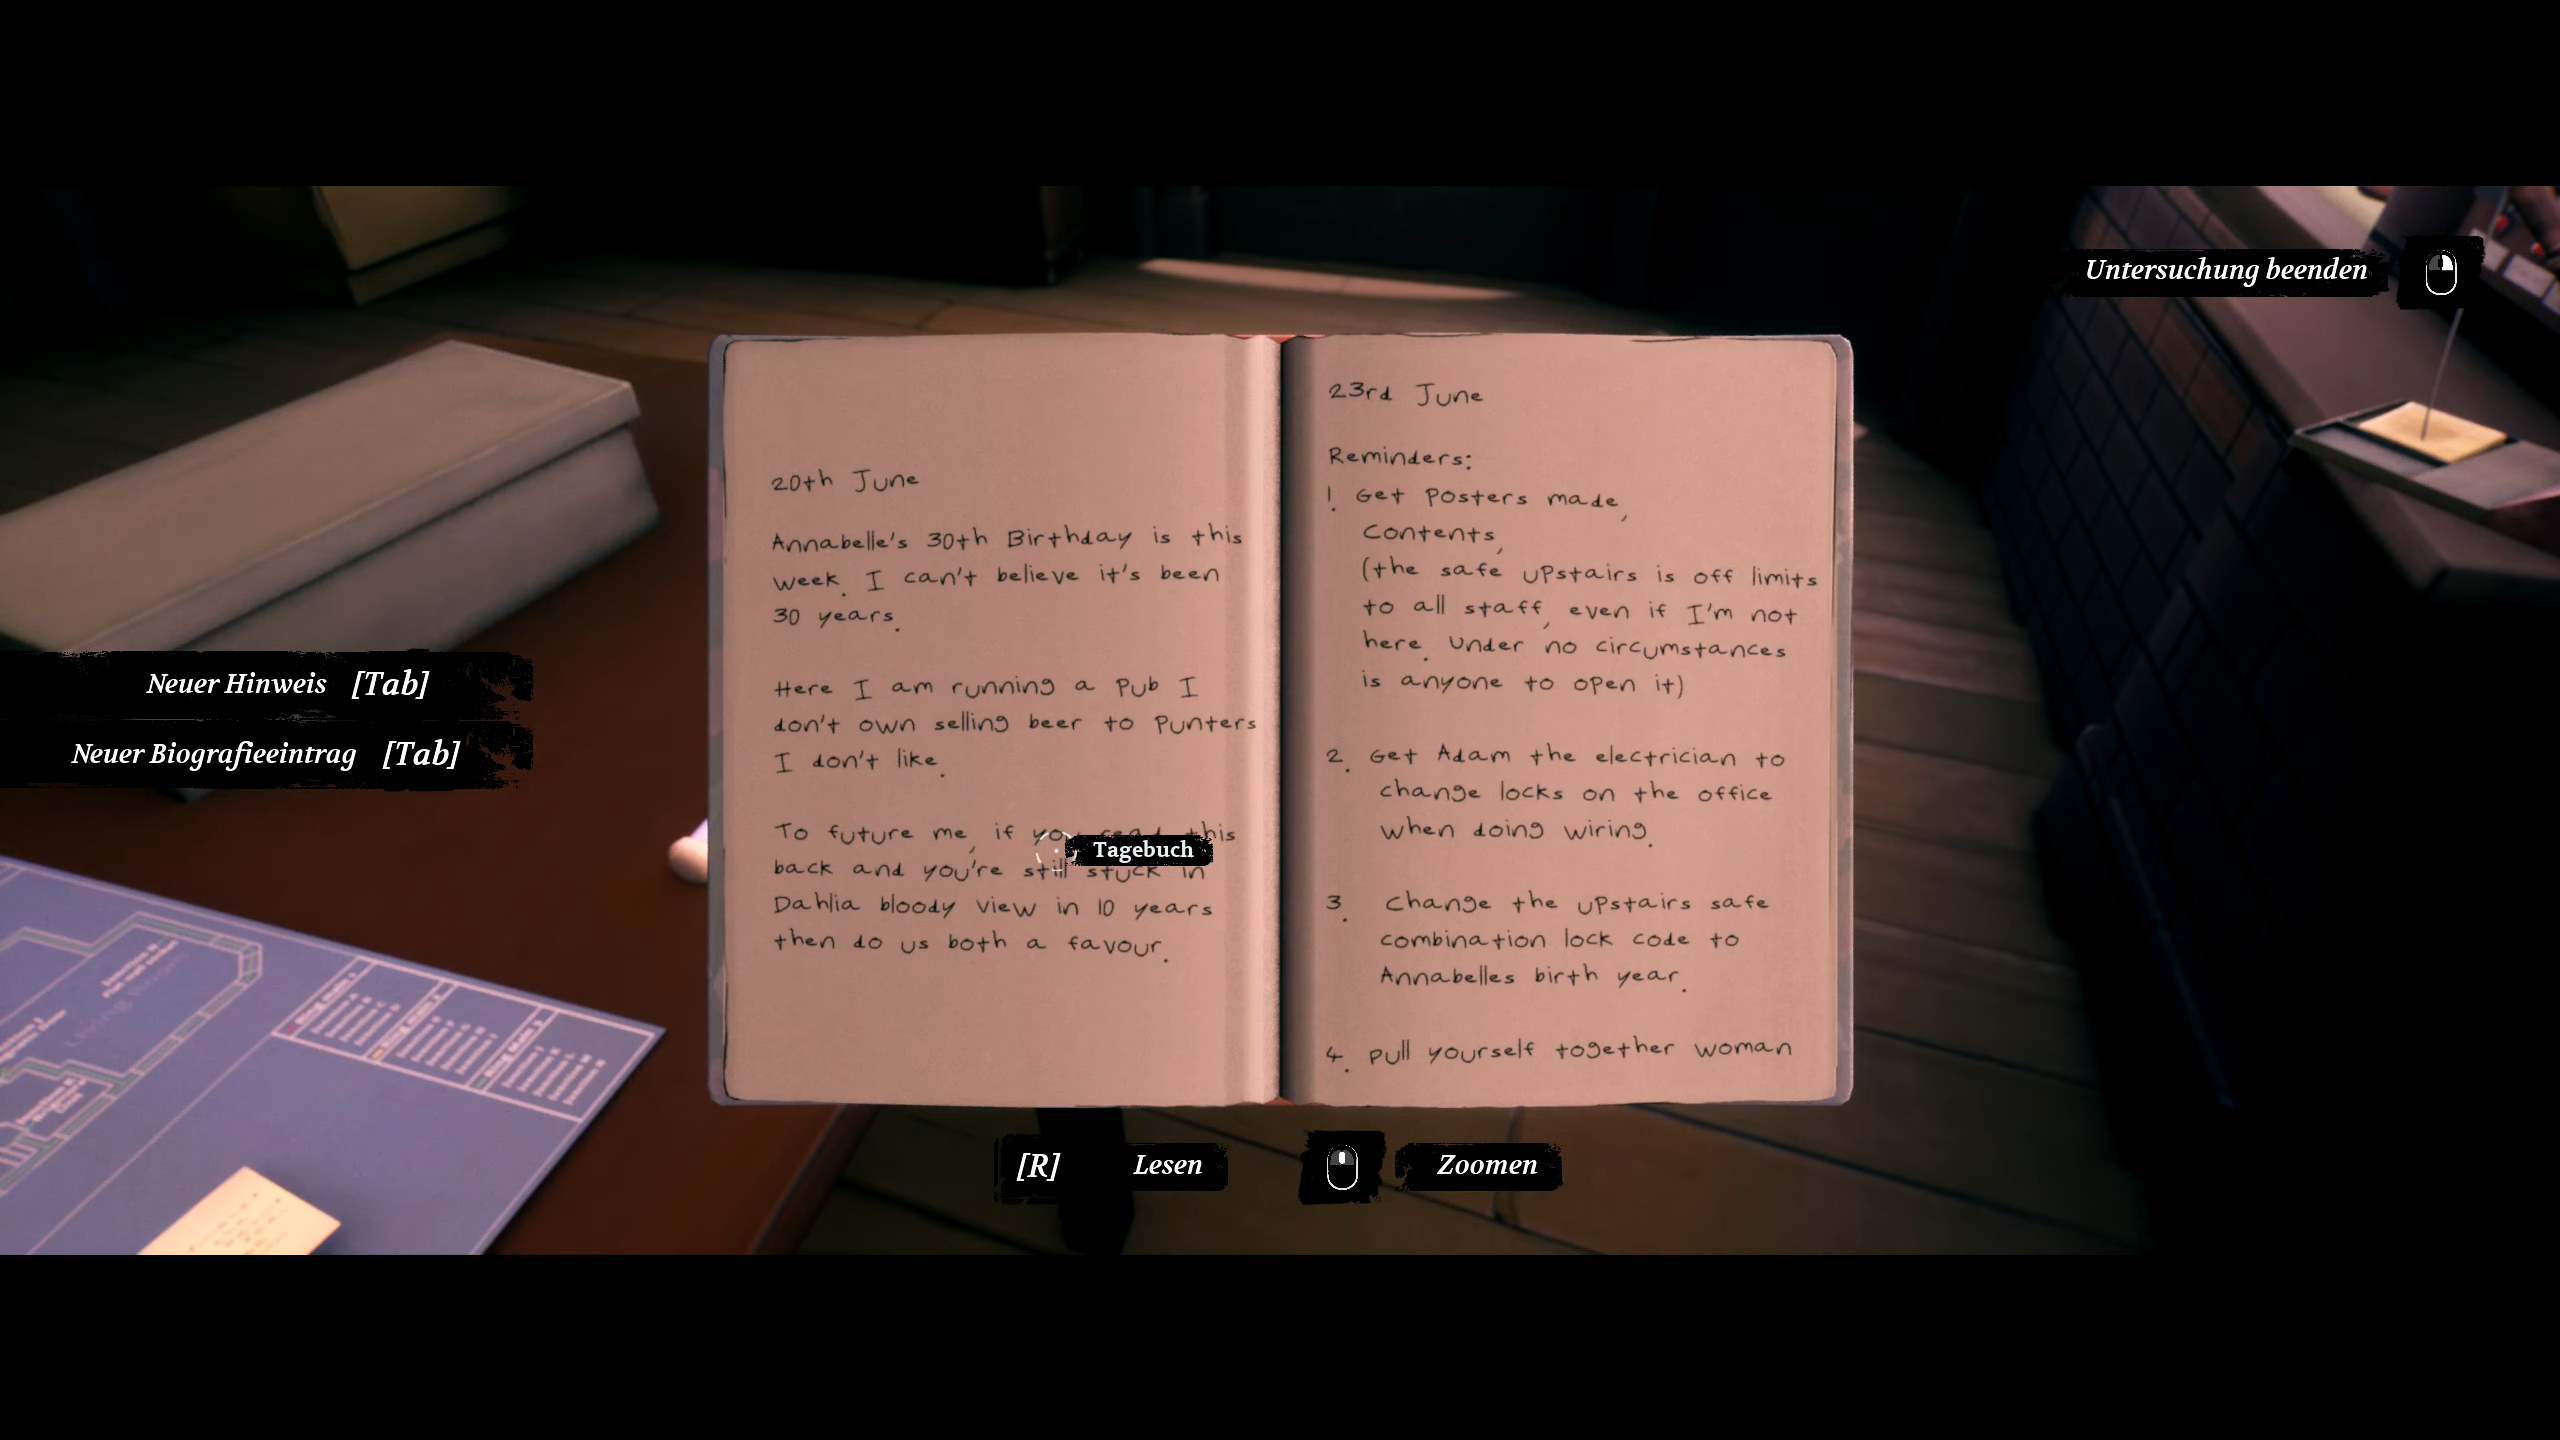 Untersuchung beenden
20th June
Annabelle's 30th Birthday is this
week. I can't believe it's been
30 years.
Here I am running a pub I
don't own selling beer to punters
I don't like.
To future me, if you read this
back and you're still stuck in
Dahlia bloody view in 10 years
then do us both a favour.
23rd June
Reminders:
1. Get posters made,
Contents,
(the safe upstairs is off limits
to all staff, even if I'm not
here. Under no circumstances
is anyone to open it)
2. Get Adam the electrician to
change locks on the office
when doing wiring.
3. Change the upstairs safe
combination lock code to
Annabelles birth year.
4. Pull yourself together woman
Tagebuch
Neuer Hinweis [Tab]
Neuer Biografieeintrag [Tab]
[R] Lesen
Zoomen